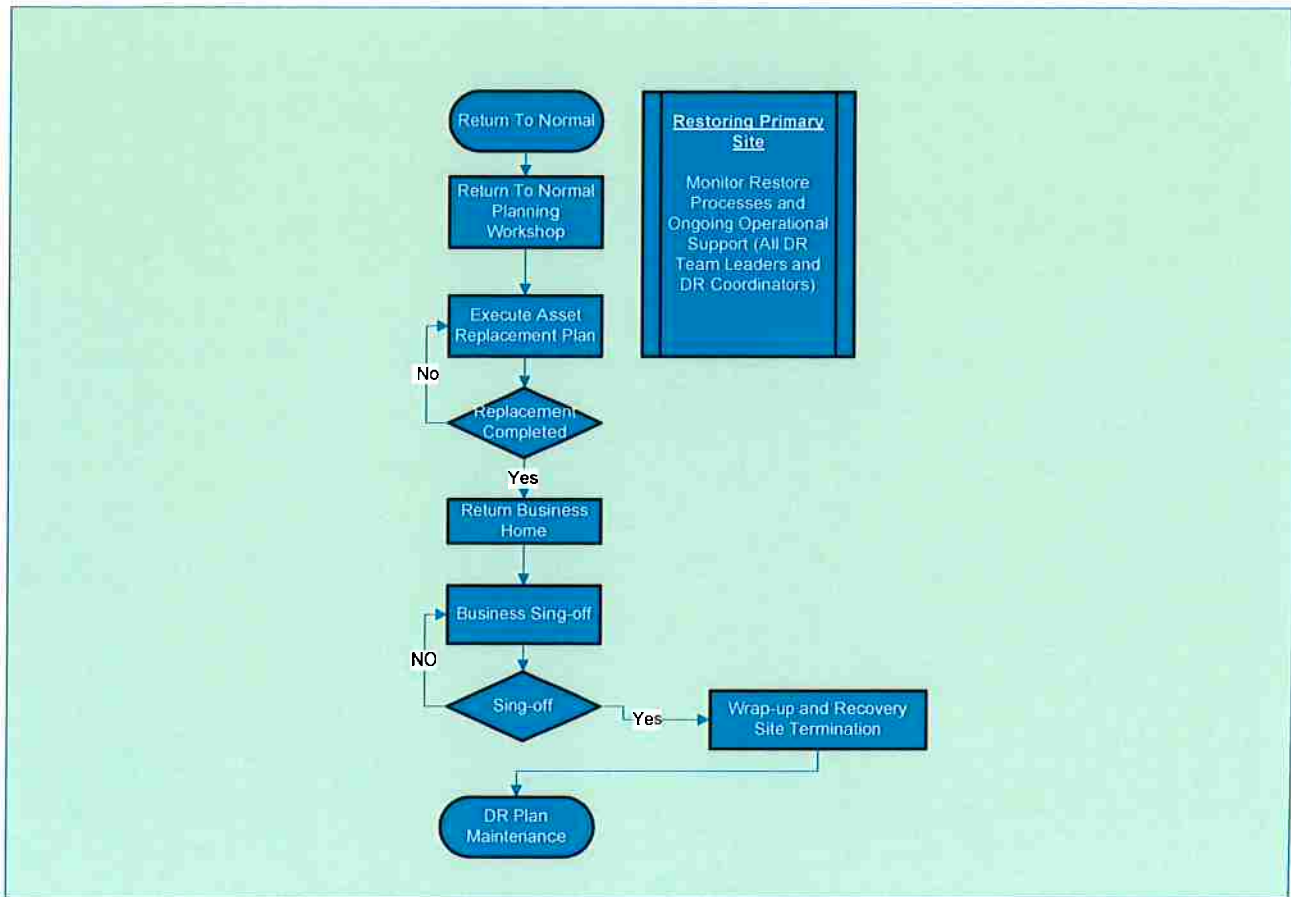 Return To Normal
Return To Normal
Planning
Workshop
Execute Asset
Replacement Plan
No
Replacement
Completed
Yes
Return Business
Home
Business Sing-off
NO
Sing-off
Yes
Wrap-up and Recovery
Site Termination
DR Plan
Maintenance
Restoring Primary
Site
Monitor Restore
Processes and
Ongoing Operational
Support (All DR
Team Leaders and
DR Coordinators)